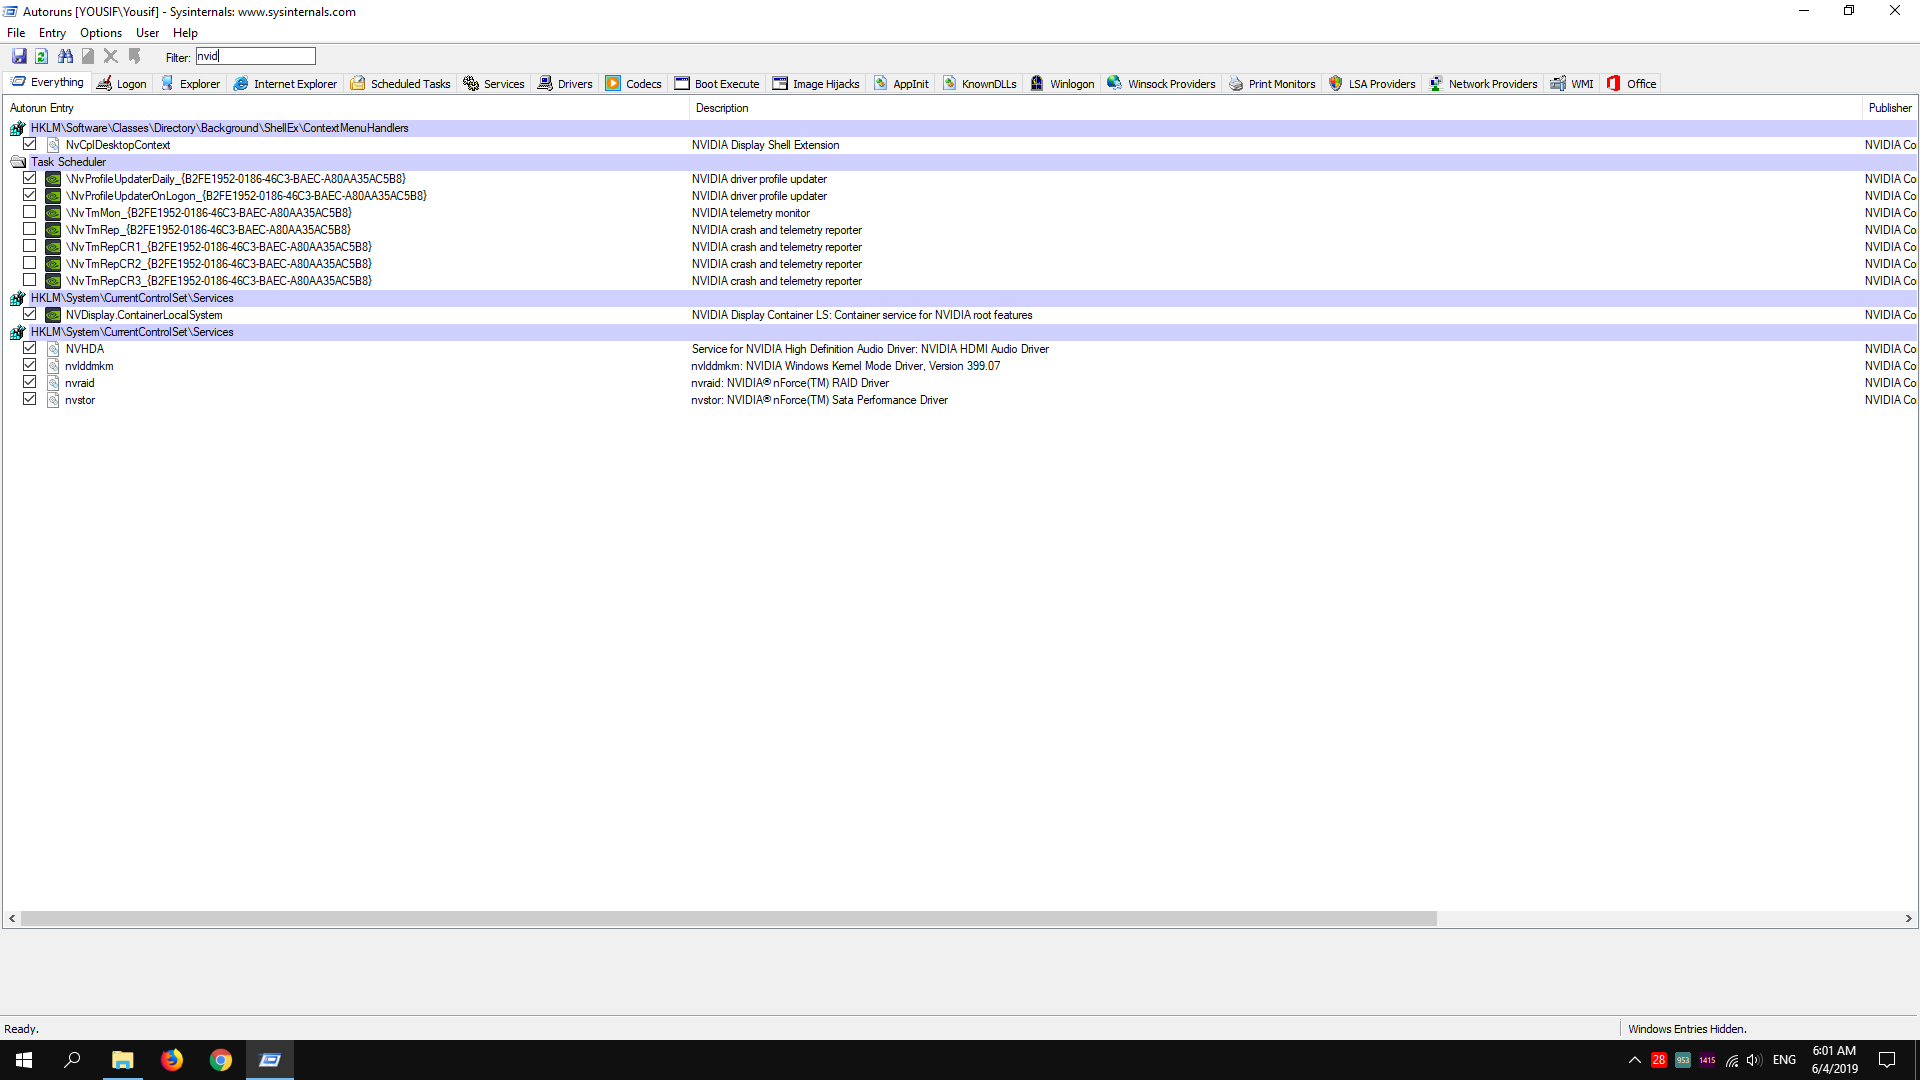 Autoruns [YOUSIF\Yousif] - Sysinternals: www.sysinternals.com
File Entry Options User Help
Filter: nvid
Everything Logon Explorer Internet Explorer Scheduled Tasks Services Drivers Codecs Boot Execute Image Hijacks AppInit KnownDLLs Winlogon Winsock Providers Print Monitors LSA Providers Network Providers WMI Office
Autorun Entry Description Publisher
HKLM\Software\Classes\Directory\Background\ShellEx\ContextMenuHandlers
NvCplDesktopContext NVIDIA Display Shell Extension NVIDIA Co
Task Scheduler
\NvProfileUpdaterDaily_{B2FE1952-0186-46C3-BAEC-A80AA35AC5B8} NVIDIA driver profile updater NVIDIA Co
\NvProfileUpdaterOnLogon_{B2FE1952-0186-46C3-BAEC-A80AA35AC5B8} NVIDIA driver profile updater NVIDIA Co
\NvTmMon_{B2FE1952-0186-46C3-BAEC-A80AA35AC5B8} NVIDIA telemetry monitor NVIDIA Co
\NvTmRep_{B2FE1952-0186-46C3-BAEC-A80AA35AC5B8} NVIDIA crash and telemetry reporter NVIDIA Co
\NvTmRepCR1_{B2FE1952-0186-46C3-BAEC-A80AA35AC5B8} NVIDIA crash and telemetry reporter NVIDIA Co
\NvTmRepCR2_{B2FE1952-0186-46C3-BAEC-A80AA35AC5B8} NVIDIA crash and telemetry reporter NVIDIA Co
\NvTmRepCR3_{B2FE1952-0186-46C3-BAEC-A80AA35AC5B8} NVIDIA crash and telemetry reporter NVIDIA Co
HKLM\System\CurrentControlSet\Services
NVDisplay.ContainerLocalSystem NVIDIA Display Container LS: Container service for NVIDIA root features NVIDIA Co
HKLM\System\CurrentControlSet\Services
NVHDA Service for NVIDIA High Definition Audio Driver: NVIDIA HDMI Audio Driver NVIDIA Co
nvlddmkm nvlddmkm: NVIDIA Windows Kernel Mode Driver, Version 399.07 NVIDIA Co
nvraid nvraid: NVIDIA® nForce(TM) RAID Driver NVIDIA Co
nvstor nvstor: NVIDIA® nForce(TM) Sata Performance Driver NVIDIA Co
Ready. Windows Entries Hidden.
28 953 1415 ENG 6:01 AM
6/4/2019